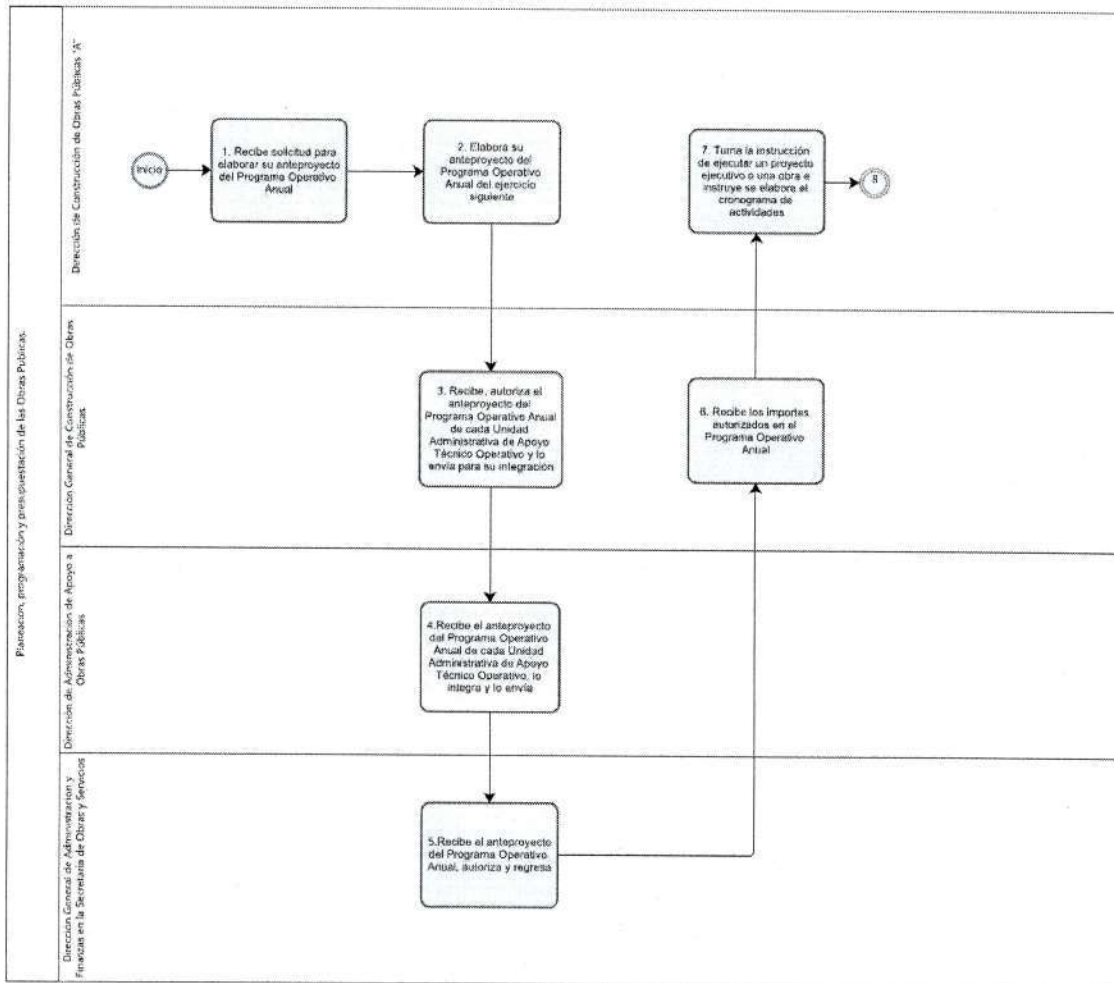 Planeación, programación y presupuestación de las Obras Públicas.
Dirección de Construcción de Obras Públicas "A"
Inicio
1. Recibe solicitud para
elaborar su anteproyecto
del Programa Operativo
Anual
2. Elabora su
anteproyecto del
Programa Operativo
Anual del ejercicio
siguiente
7. Turna la instrucción
de ejecutar un proyecto
ejecutivo o una obra e
instruye se elabore el
cronograma de
actividades
8
Dirección General de Construcción de Obras
Públicas.
3. Recibe, autoriza el
anteproyecto del
Programa Operativo Anual
de cada Unidad
Administrativa de Apoyo
Técnico Operativo y lo
envía para su integración
6. Recibe los importes
autorizados en el
Programa Operativo
Anual
Dirección de Administración de Apoyo a
Obras Públicas
4.Recibe el anteproyecto
del Programa Operativo
Anual de cada Unidad
Administrativa de Apoyo
Técnico Operativo, lo
integra y lo envía
Dirección General de Administración y
Finanzas en la Secretaría de Obras y Servicios
5.Recibe el anteproyecto
del Programa Operativo
Anual, autoriza y regresa